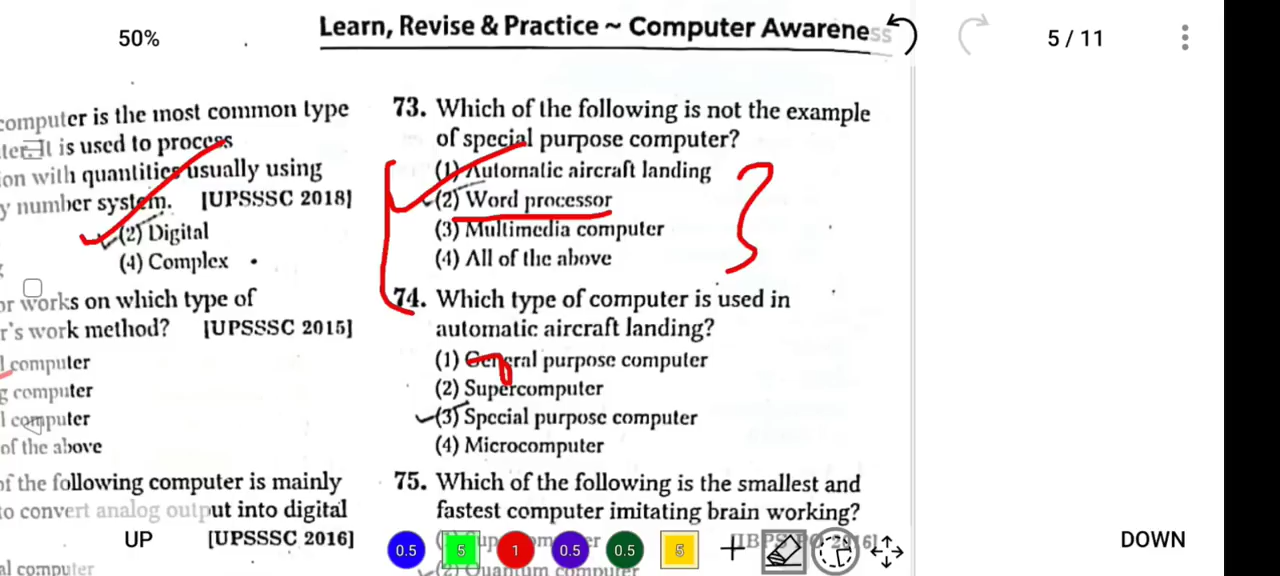 50%
Learn, Revise & Practice ~ Computer Awareness
5 / 11
computer is the most common type
It is used to process
ion with quantities usually using
y number system. [UPSSSC 2018]
(2) Digital
(4) Complex
or works on which type of
r's work method? [UPSSSC 2015]
l computer
g computer
l computer
of the above
of the following computer is mainly
to convert analog output into digital
[UPSSSC 2016]
al computer
73. Which of the following is not the example
of special purpose computer?
(1) Automatic aircraft landing
(2) Word processor
(3) Multimedia computer
(4) All of the above
74. Which type of computer is used in
automatic aircraft landing?
(1) General purpose computer
(2) Supercomputer
(3) Special purpose computer
(4) Microcomputer
75. Which of the following is the smallest and
fastest computer imitating brain working?
(2) Quantum computer
UP
0.5 5 1 0.5 0.5 5
DOWN